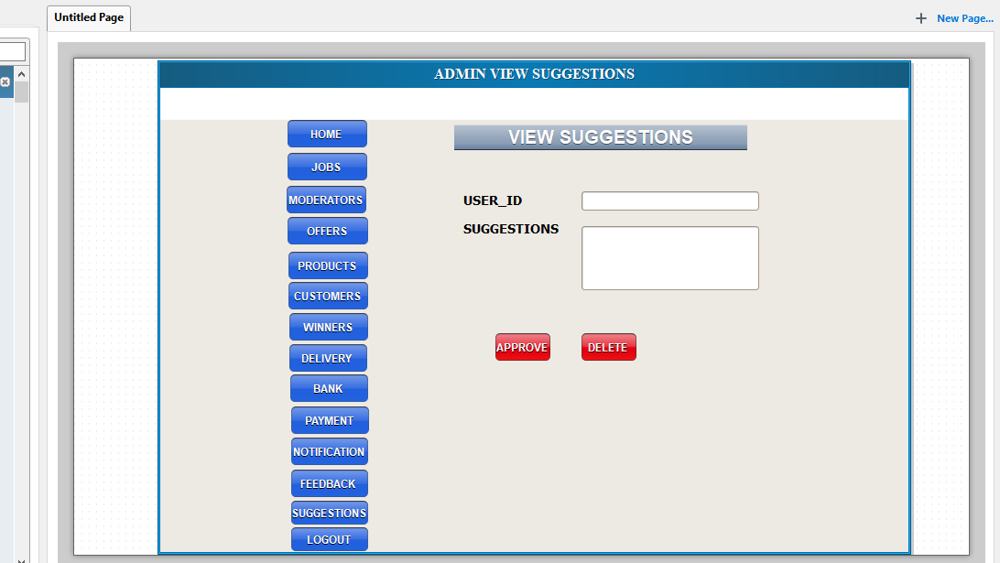 Untitled Page
New Page...
ADMIN VIEW SUGGESTIONS
HOME
JOBS
MODERATORS
OFFERS
PRODUCTS
CUSTOMERS
WINNERS
DELIVERY
BANK
PAYMENT
NOTIFICATION
FEEDBACK
SUGGESTIONS
LOGOUT
VIEW SUGGESTIONS
USER_ID
SUGGESTIONS
APPROVE DELETE